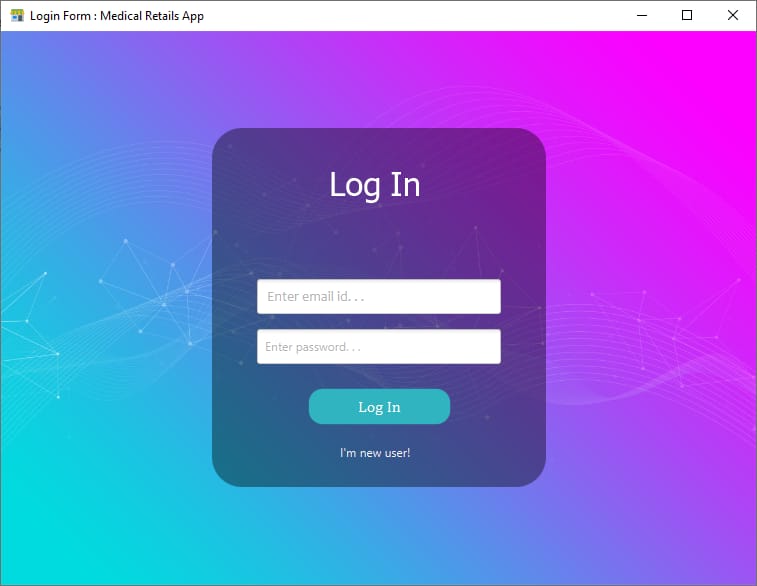 Login Form : Medical Retails App
Log In
Enter email id. . .
Enter password. . .
Log In
I'm new user!